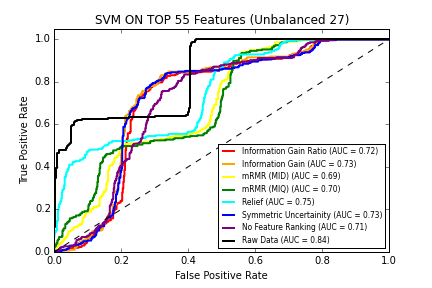 SVM ON TOP 55 Features (Unbalanced 27)
True Positive Rate
1.0
0.8
0.6
0.4
0.2
0.0
Information Gain Ratio (AUC = 0.72)
Information Gain (AUC = 0.73)
mRMR (MID) (AUC = 0.69)
mRMR (MIQ) (AUC = 0.70)
Relief (AUC = 0.75)
Symmetric Uncertainity (AUC = 0.73)
No Feature Ranking (AUC = 0.71)
Raw Data (AUC = 0.84)
0.0 0.2 0.4 0.6 0.8 1.0
False Positive Rate